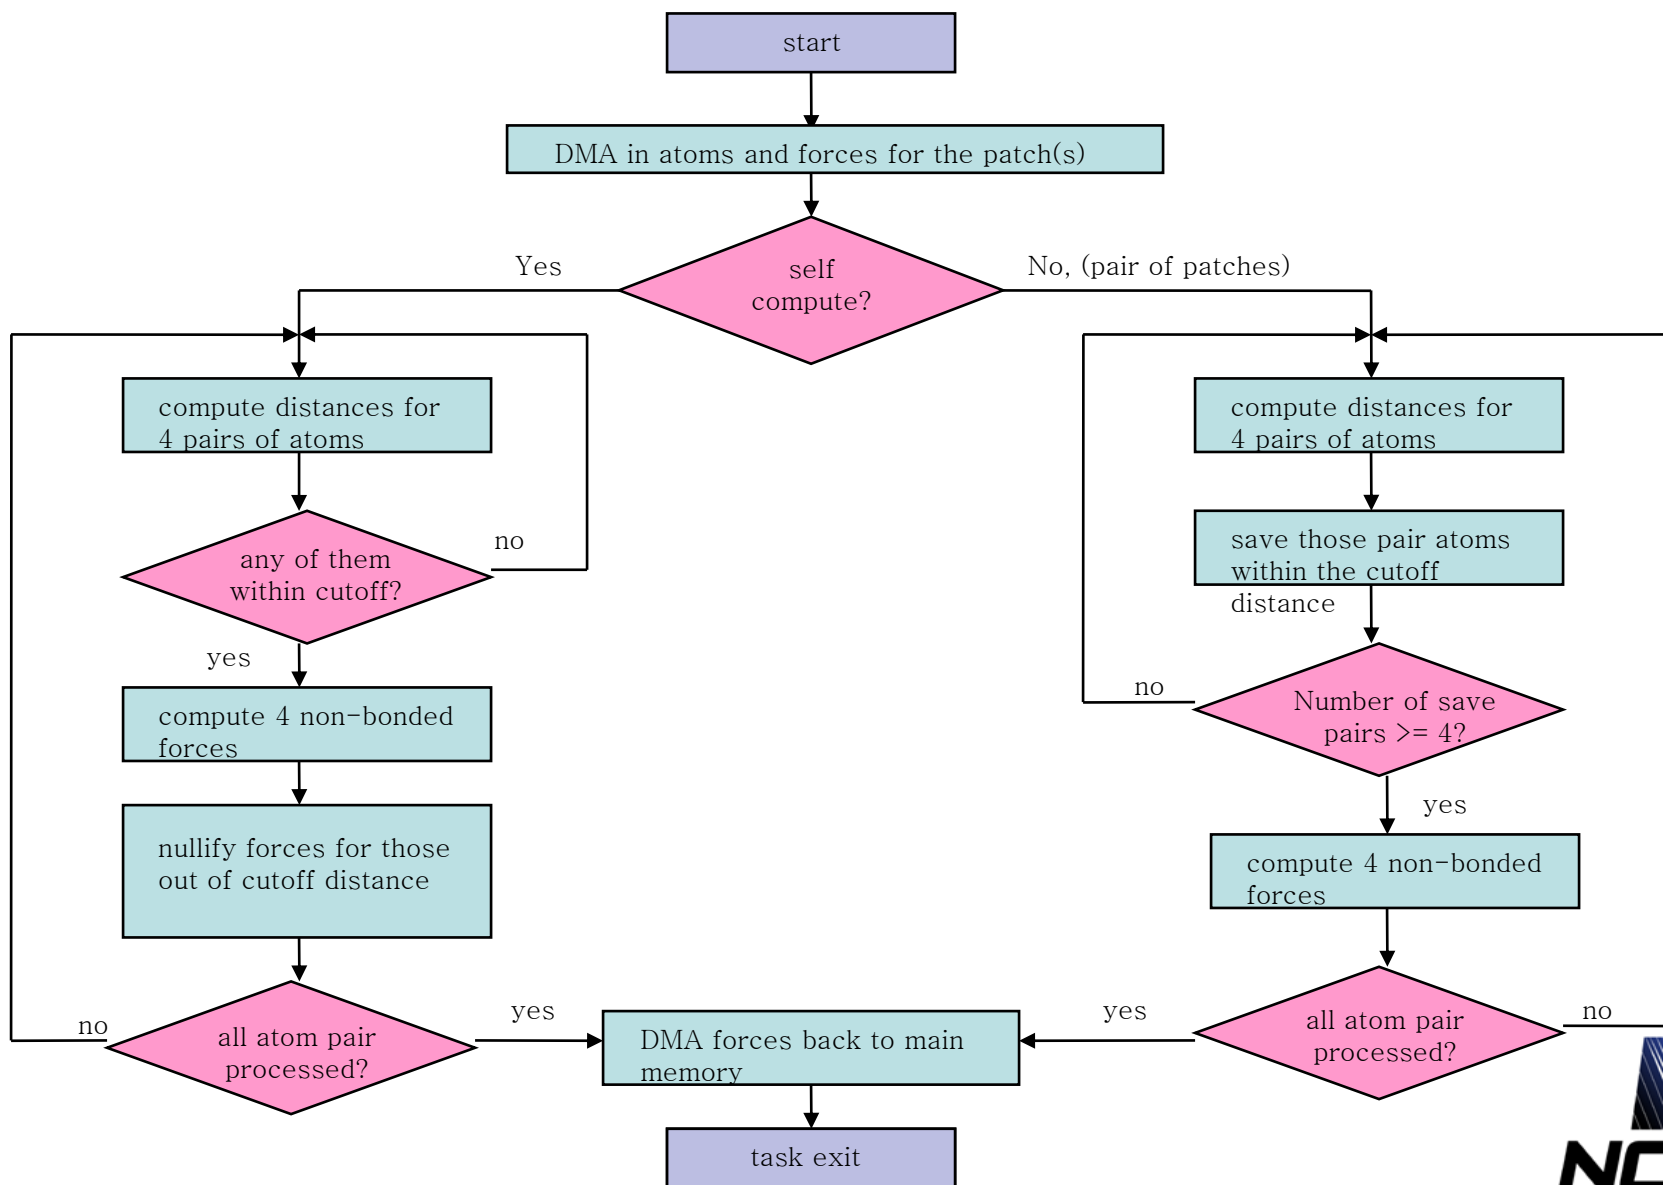 start
DMA in atoms and forces for the patch(s)
self
compute?
Yes
No, (pair of patches)
compute distances for
4 pairs of atoms
any of them
within cutoff?
no
yes
compute 4 non-bonded
forces
nullify forces for those
out of cutoff distance
all atom pair
processed?
no
yes
compute distances for
4 pairs of atoms
save those pair atoms
within the cutoff
distance
Number of save
pairs >= 4?
no
yes
compute 4 non-bonded
forces
all atom pair
processed?
yes
no
DMA forces back to main
memory
task exit